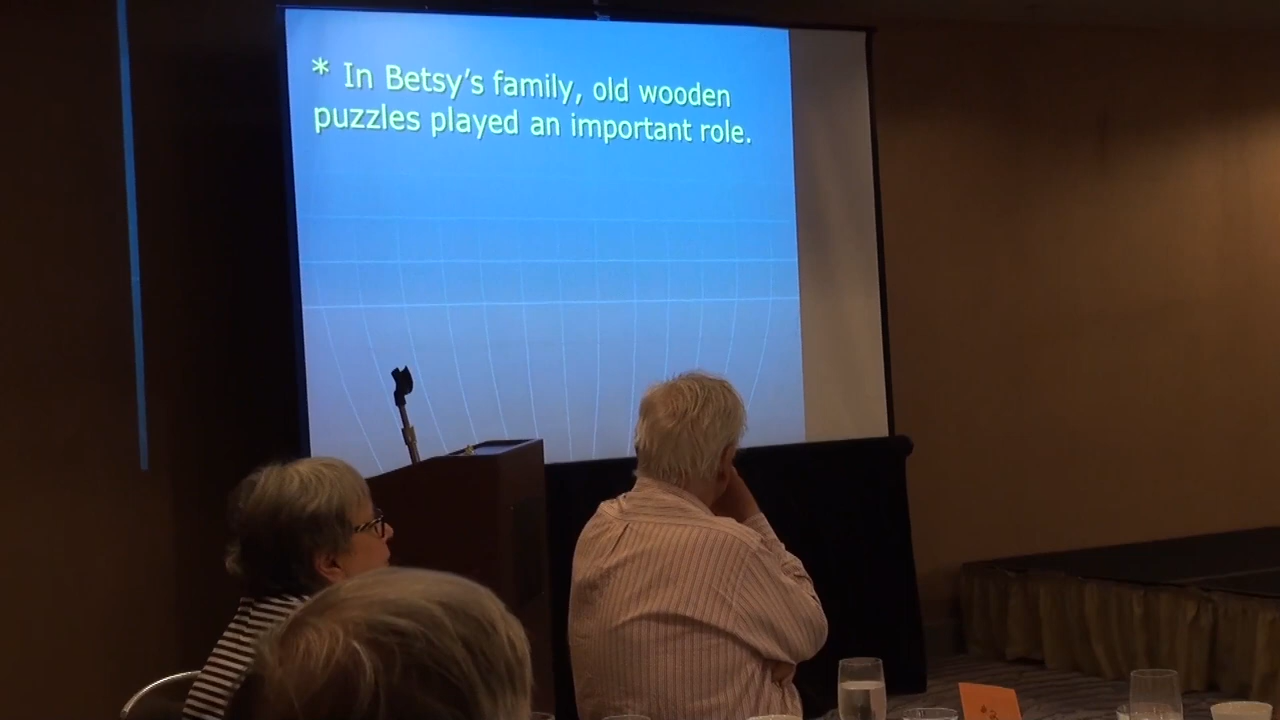 * In Betsy's family, old wooden
puzzles played an important role.